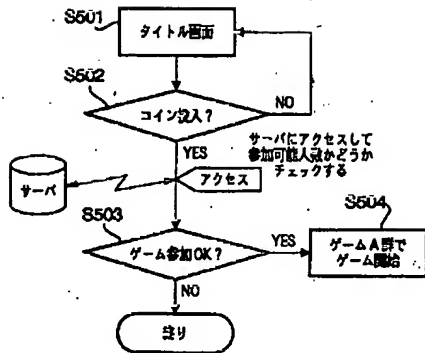 S501
タイトル画面
S502
コイン投入?
NO
YES
サーバにアクセスして
参加可能人数かどうか
チェックする
サーバ
アクセス
S503
S504
ゲーム参加OK?
YES
ゲームA群で
ゲーム開始
NO